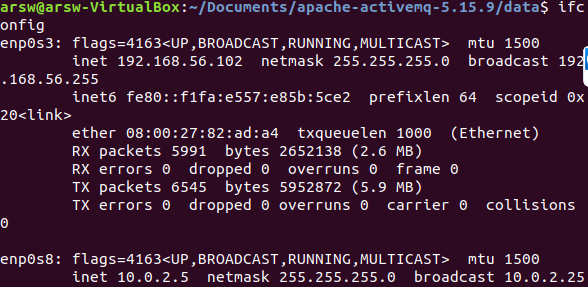 arsw@arsw-VirtualBox:~/Documents/apache-activemq-5.15.9/data$ ifc
onfig
enp0s3: flags=4163<UP,BROADCAST,RUNNING,MULTICAST>  mtu 1500
        inet 192.168.56.102  netmask 255.255.255.0  broadcast 192
.168.56.255
        inet6 fe80::f1fa:e557:e85b:5ce2  prefixlen 64  scopeid 0x
20<link>
        ether 08:00:27:82:ad:a4  txqueuelen 1000  (Ethernet)
        RX packets 5991  bytes 2652138 (2.6 MB)
        RX errors 0  dropped 0  overruns 0  frame 0
        TX packets 6545  bytes 5952872 (5.9 MB)
        TX errors 0  dropped 0 overruns 0  carrier 0  collisions
0
enp0s8: flags=4163<UP,BROADCAST,RUNNING,MULTICAST>  mtu 1500
        inet 10.0.2.5  netmask 255.255.255.0  broadcast 10.0.2.25